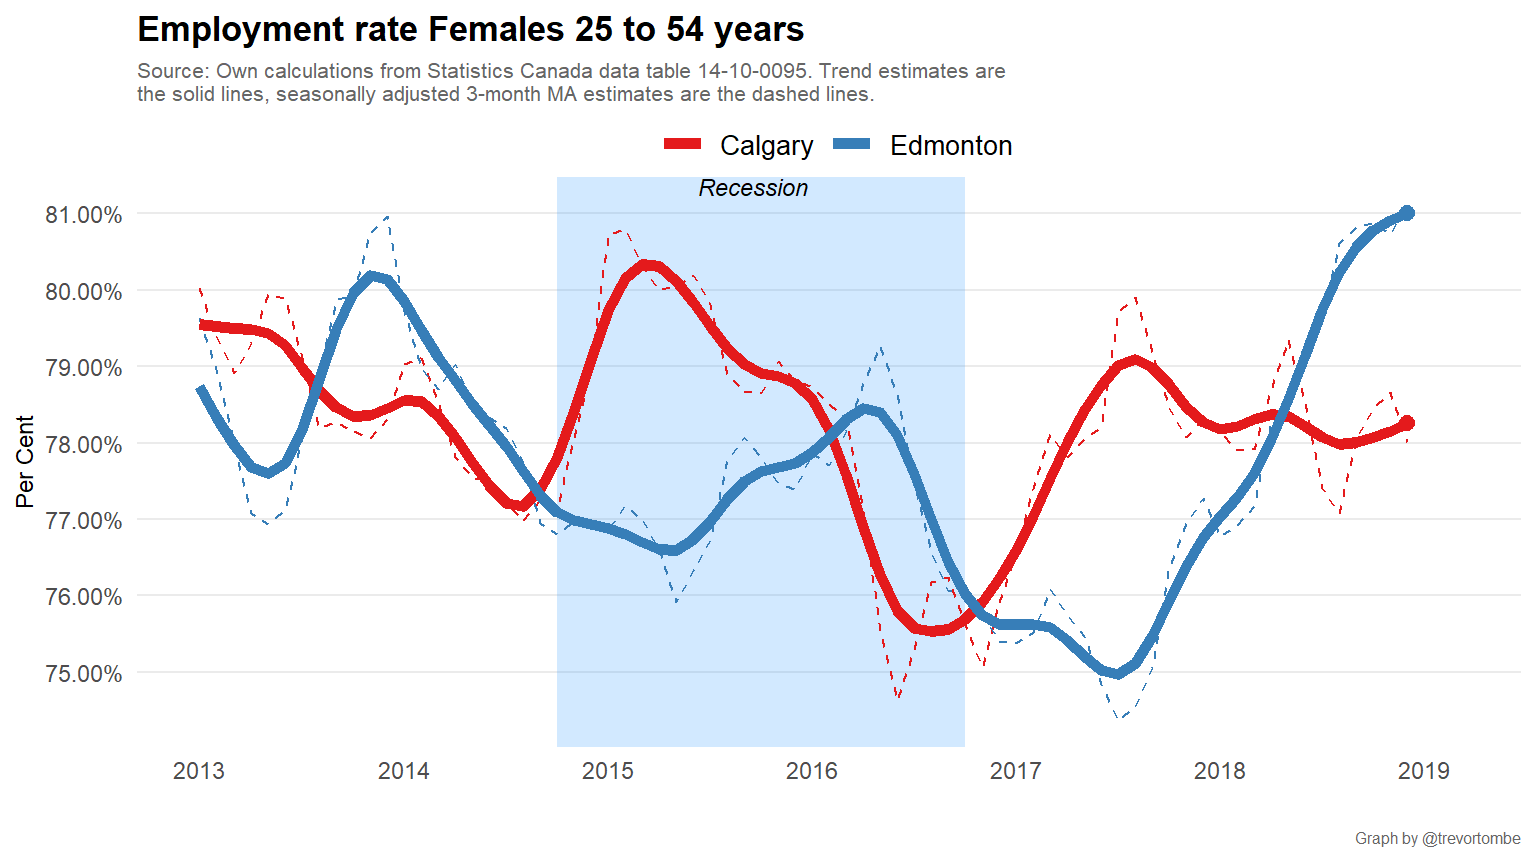 Employment rate Females 25 to 54 years
Source: Own calculations from Statistics Canada data table 14-10-0095. Trend estimates are
the solid lines, seasonally adjusted 3-month MA estimates are the dashed lines.
Calgary Edmonton
Recession
81.00%
80.00%
79.00%
78.00%
77.00%
76.00%
75.00%
Per Cent
2013 2014 2015 2016 2017 2018 2019
Graph by @trevortombe